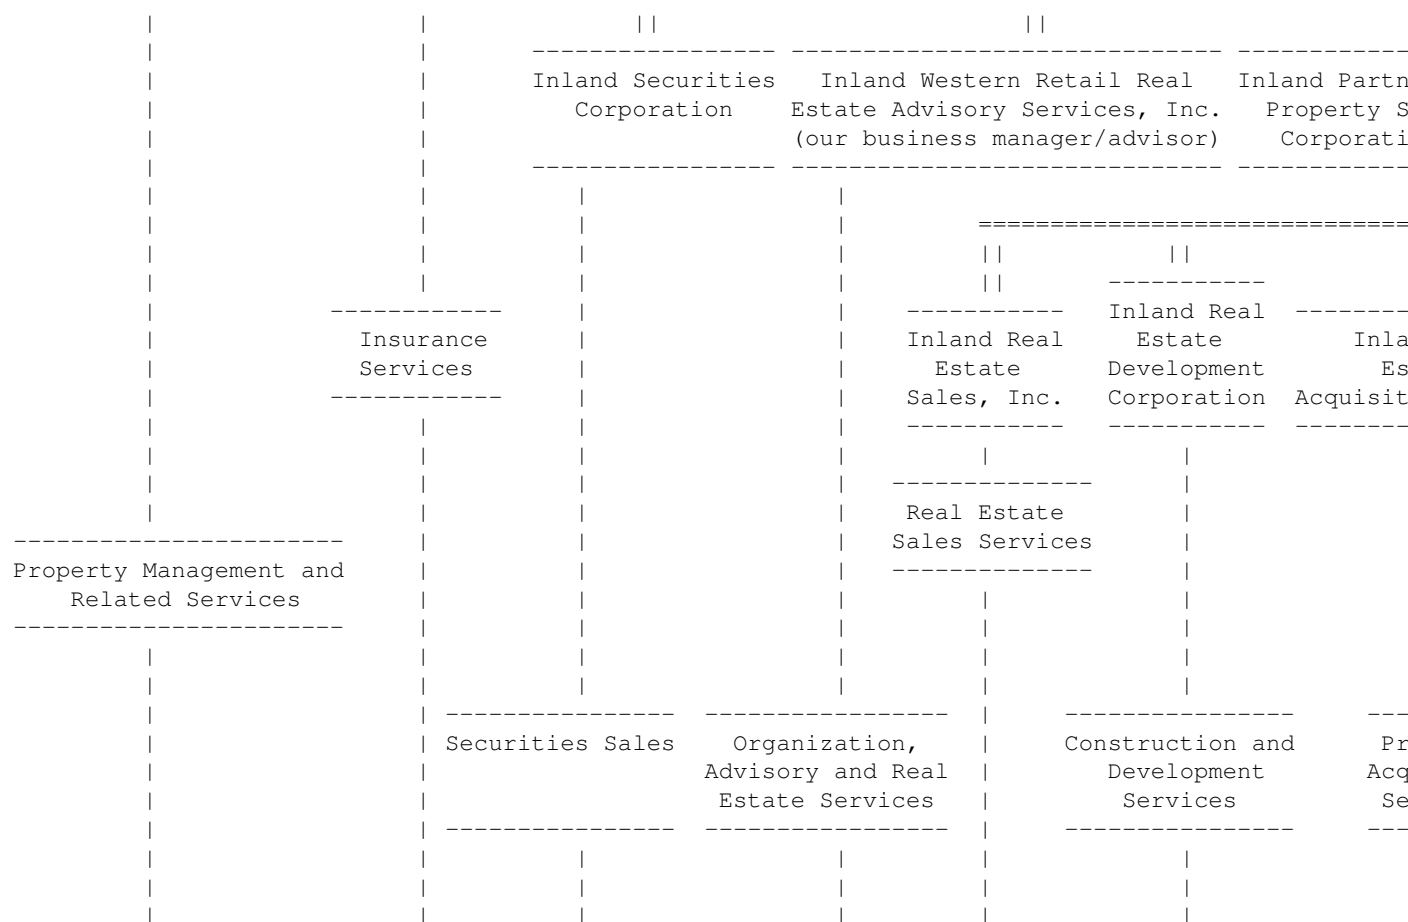 Inland Securities Inland Western Retail Real Inland
Corporation Estate Advisory Services, Inc. Property
(our business manager/advisor)
Inland Real
Insurance Inland Real Estate
Services Estate Development
Sales, Inc. Corporation
Real Estate
Sales Services
Property Management and
Related Services
Securities Sales Organization, Construction and
Advisory and Real Development
Estate Services Services